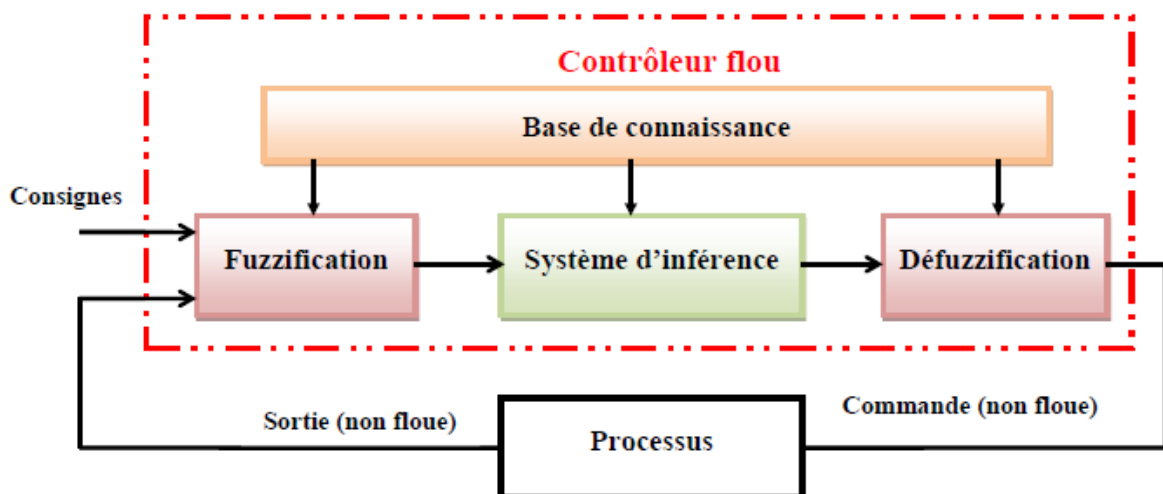 Contrôleur flou
Base de connaissance
Consignes
Fuzzification
Système d'inférence
Défuzzification
Sortie (non floue)
Processus
Commande (non floue)